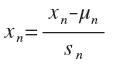 xₙ = (xₙ - μₙ) / sₙ